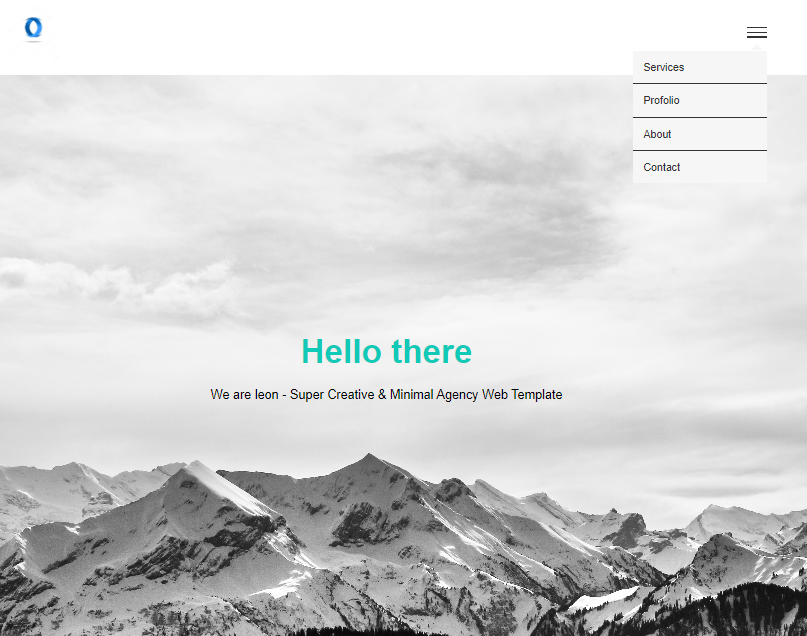 Services
Profolio
About
Contact
Hello there
We are leon - Super Creative & Minimal Agency Web Template